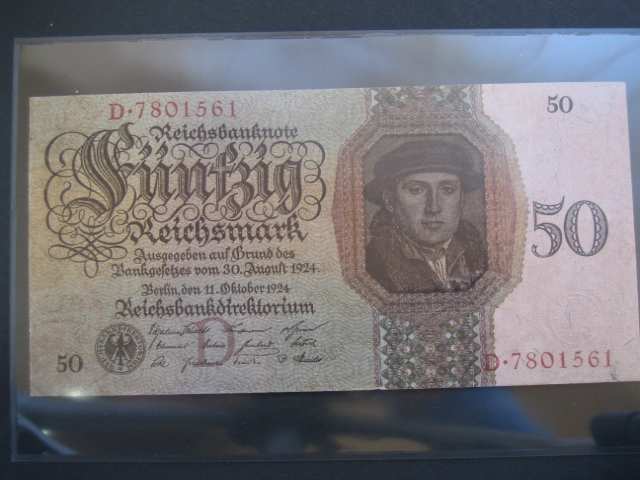 D·7801561
50
Reichsbanknote
Fünfzig
Reichsmark
50
Ausgegeben auf Grund des
Bankgesetzes vom 30. August 1924.
Berlin, den 11. Oktober 1924
Reichsbankdirektorium
D
50
D·7801561